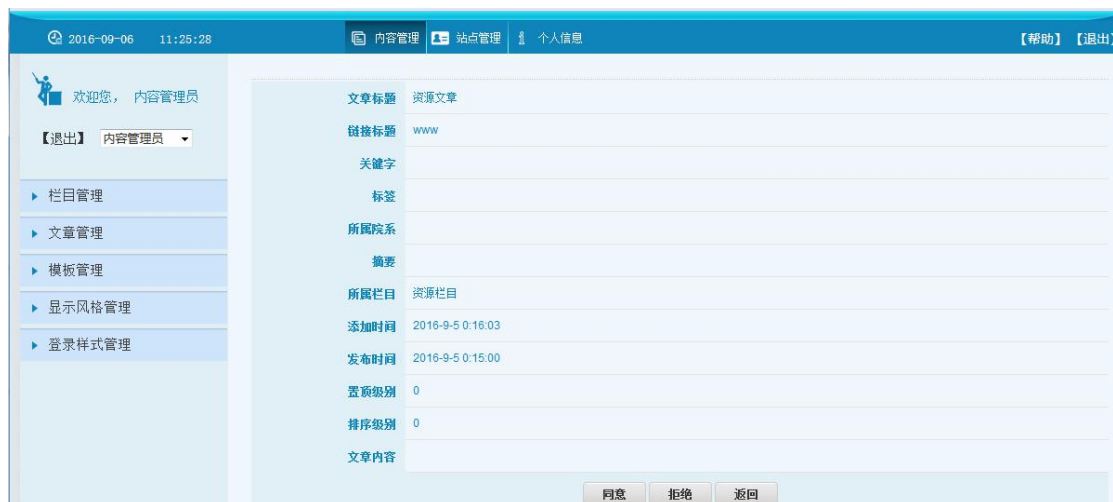 2016-09-06 11:25:28 内容管理 站点管理 个人信息 【帮助】 【退出】
欢迎您， 内容管理员
【退出】 内容管理员
栏目管理
文章管理
模板管理
显示风格管理
登录样式管理
文章标题 资源文章
链接标题 www
关键字
标签
所属院系
摘要
所属栏目 资源栏目
添加时间 2016-9-5 0:16:03
发布时间 2016-9-5 0:15:00
置顶级别 0
排序级别 0
文章内容
同意 拒绝 返回